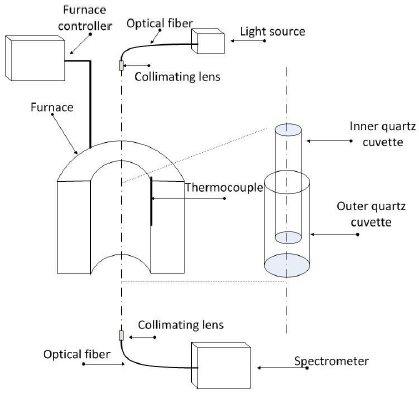 Furnace
controller
Optical fiber
Light source
Collimating lens
Furnace
Inner quartz
cuvette
Thermocouple
Outer quartz
cuvette
Collimating lens
Optical fiber
Spectrometer